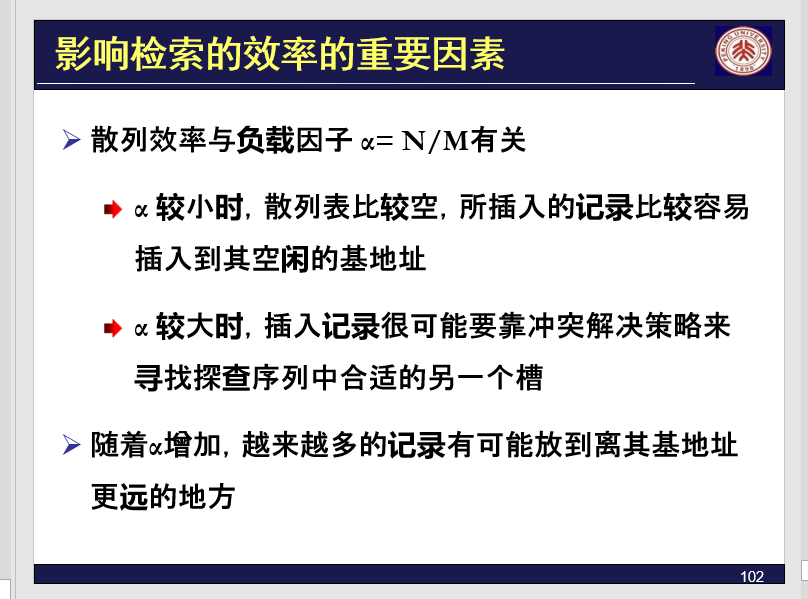 影响检索的效率的重要因素
PEKING UNIVERSITY
1898
散列效率与负载因子 α= N/M有关
α 较小时, 散列表比较空, 所插入的记录比较容易
插入到其空闲的基地址
α 较大时, 插入记录很可能要靠冲突解决策略来
寻找探查序列中合适的另一个槽
随着α增加, 越来越多的记录有可能放到离其基地址
更远的地方
102